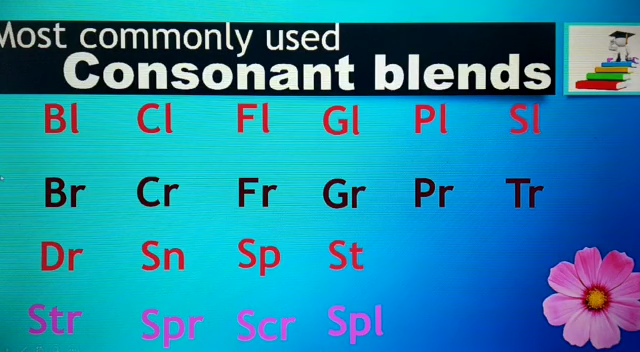 Most commonly used
Consonant blends
Bl Cl Fl Gl Pl Sl
Br Cr Fr Gr Pr Tr
Dr Sn Sp St
Str Spr Scr Spl